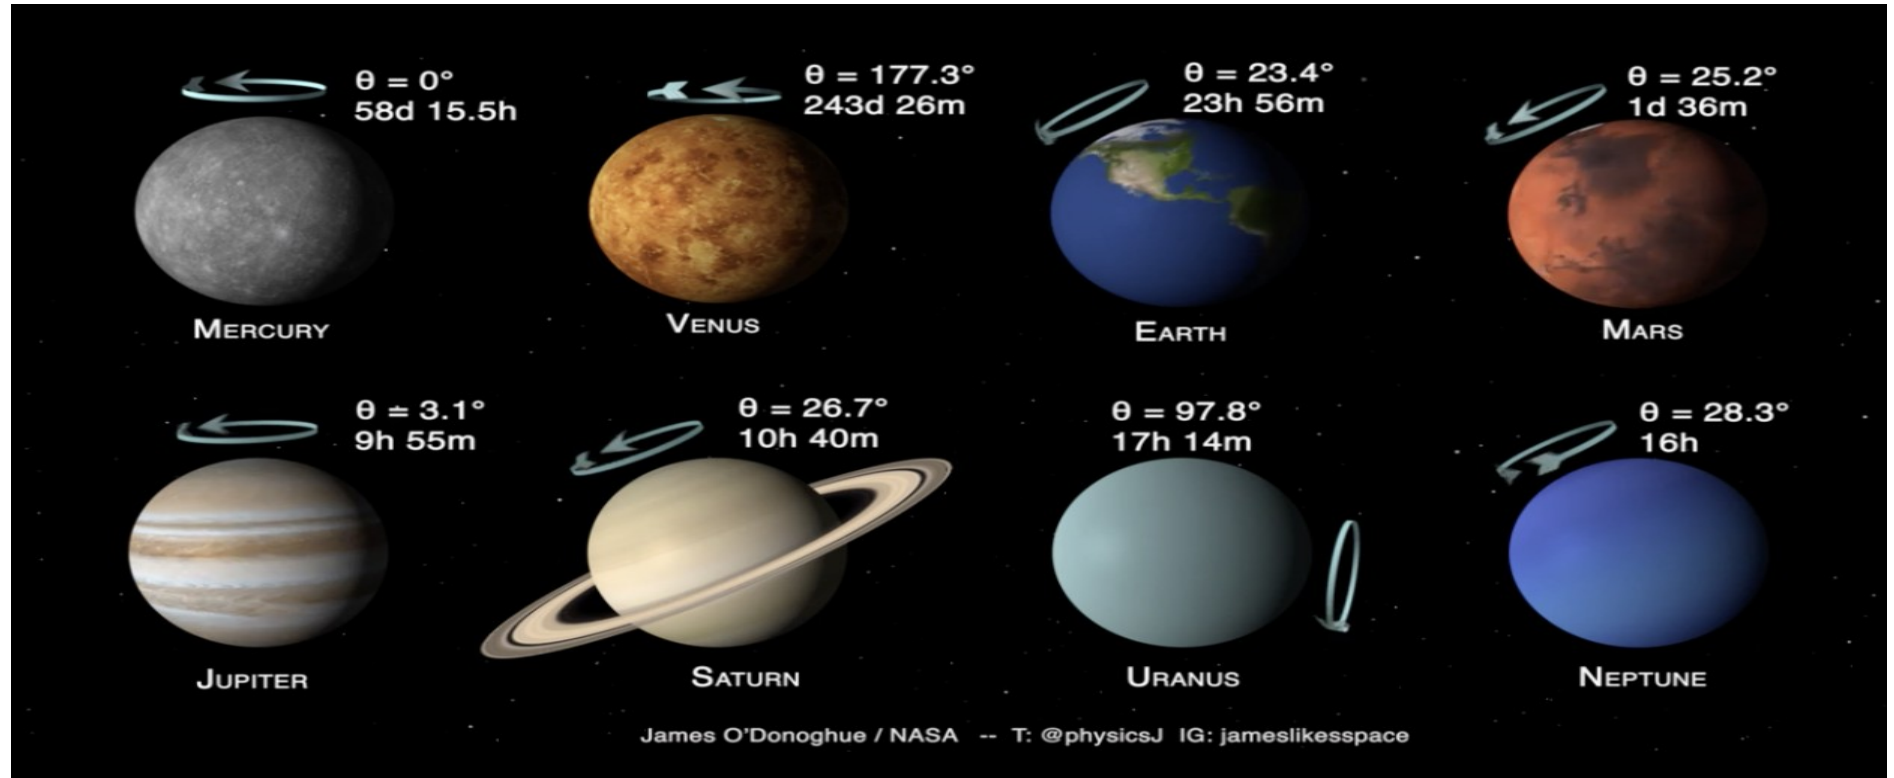 θ = 0°
58d 15.5h
MERCURY
θ = 177.3°
243d 26m
VENUS
θ = 23.4°
23h 56m
EARTH
θ = 25.2°
1d 36m
MARS
θ = 3.1°
9h 55m
JUPITER
θ = 26.7°
10h 40m
SATURN
θ = 97.8°
17h 14m
URANUS
θ = 28.3°
16h
NEPTUNE
James O'Donoghue / NASA -- T: @physicsJ IG: jameslikesspace